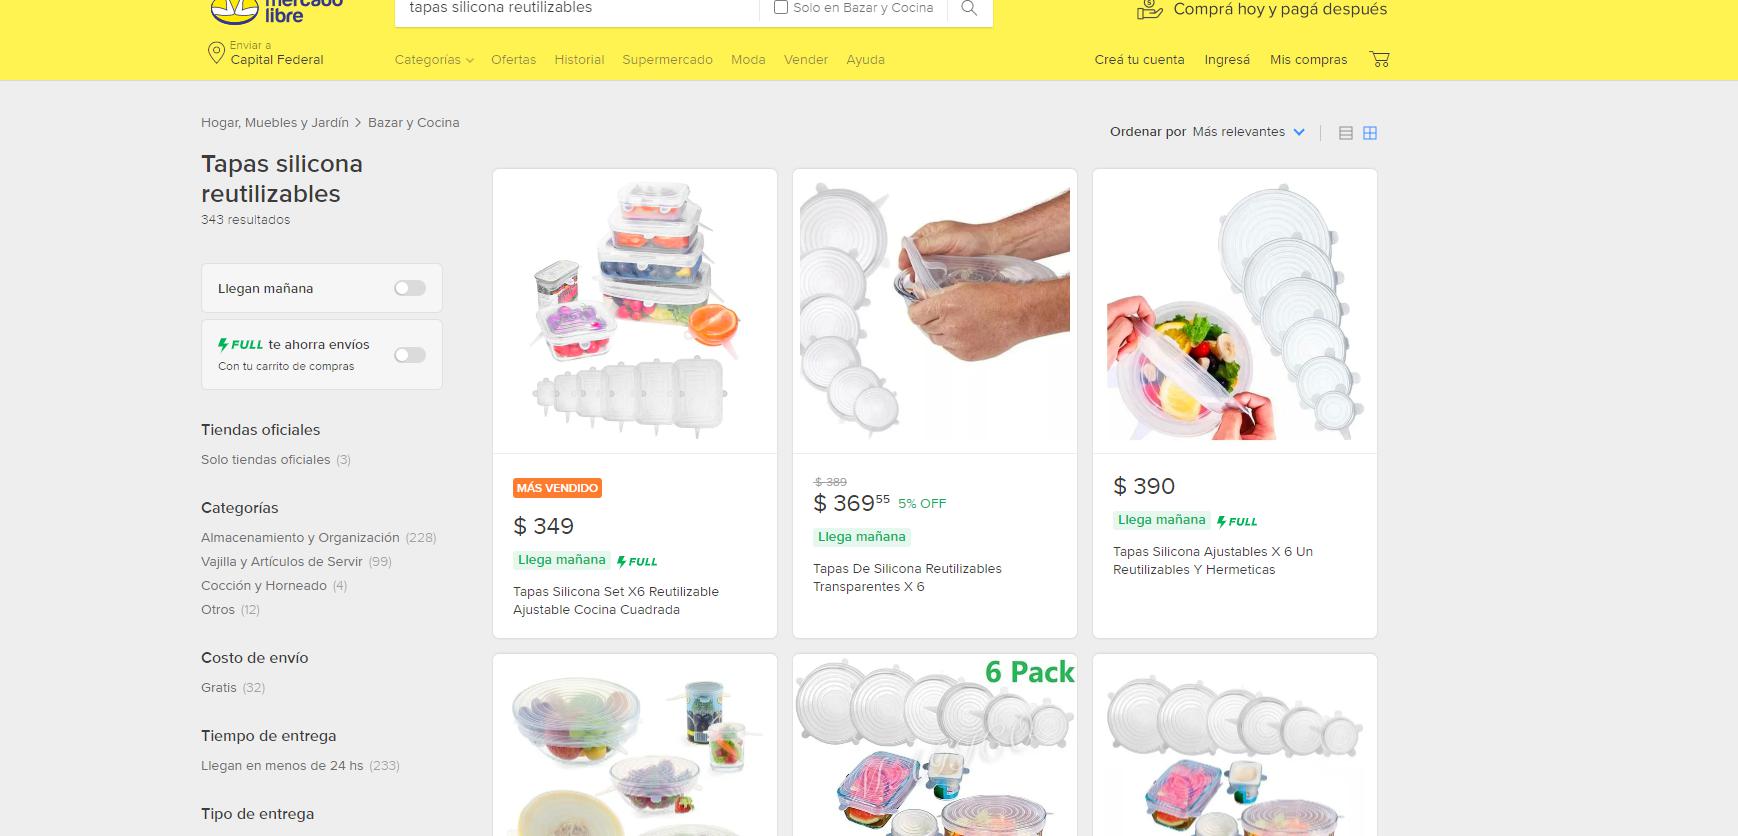 mercado
libre
tapas silicona reutilizables
Solo en Bazar y Cocina
Comprá hoy y pagá después
Enviar a
Capital Federal
Categorías
Ofertas
Historial
Supermercado
Moda
Vender
Ayuda
Creá tu cuenta
Ingresá
Mis compras
Hogar, Muebles y Jardín > Bazar y Cocina
Ordenar por Más relevantes
Tapas silicona
reutilizables
343 resultados
Llegan mañana
FULL te ahorra envíos
Con tu carrito de compras
Tiendas oficiales
Solo tiendas oficiales (3)
Categorías
Almacenamiento y Organización (228)
Vajilla y Artículos de Servir (99)
Cocción y Horneado (4)
Otros (12)
Costo de envío
Gratis (32)
Tiempo de entrega
Llegan en menos de 24 hs (233)
Tipo de entrega
MÁS VENDIDO
$ 349
Llega mañana FULL
Tapas Silicona Set X6 Reutilizable
Ajustable Cocina Cuadrada
$ 389
$ 369 55 5% OFF
Llega mañana
Tapas De Silicona Reutilizables
Transparentes X 6
$ 390
Llega mañana FULL
Tapas Silicona Ajustables X 6 Un
Reutilizables Y Hermeticas
6 Pack